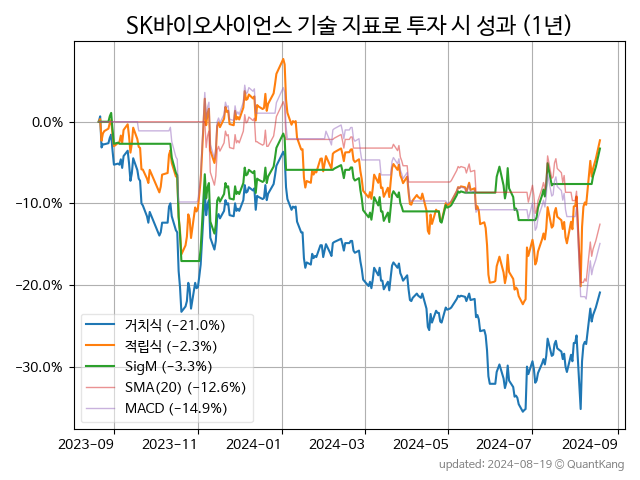 SK바이오사이언스 기술 지표로 투자 시 성과 (1년)
0.0%
−10.0%
−20.0%
−30.0%
거치식 (−21.0%)
적립식 (−2.3%)
SigM (−3.3%)
SMA(20) (−12.6%)
MACD (−14.9%)
2023-09 2023-11 2024-01 2024-03 2024-05 2024-07 2024-09
updated: 2024-08-19 © QuantKang